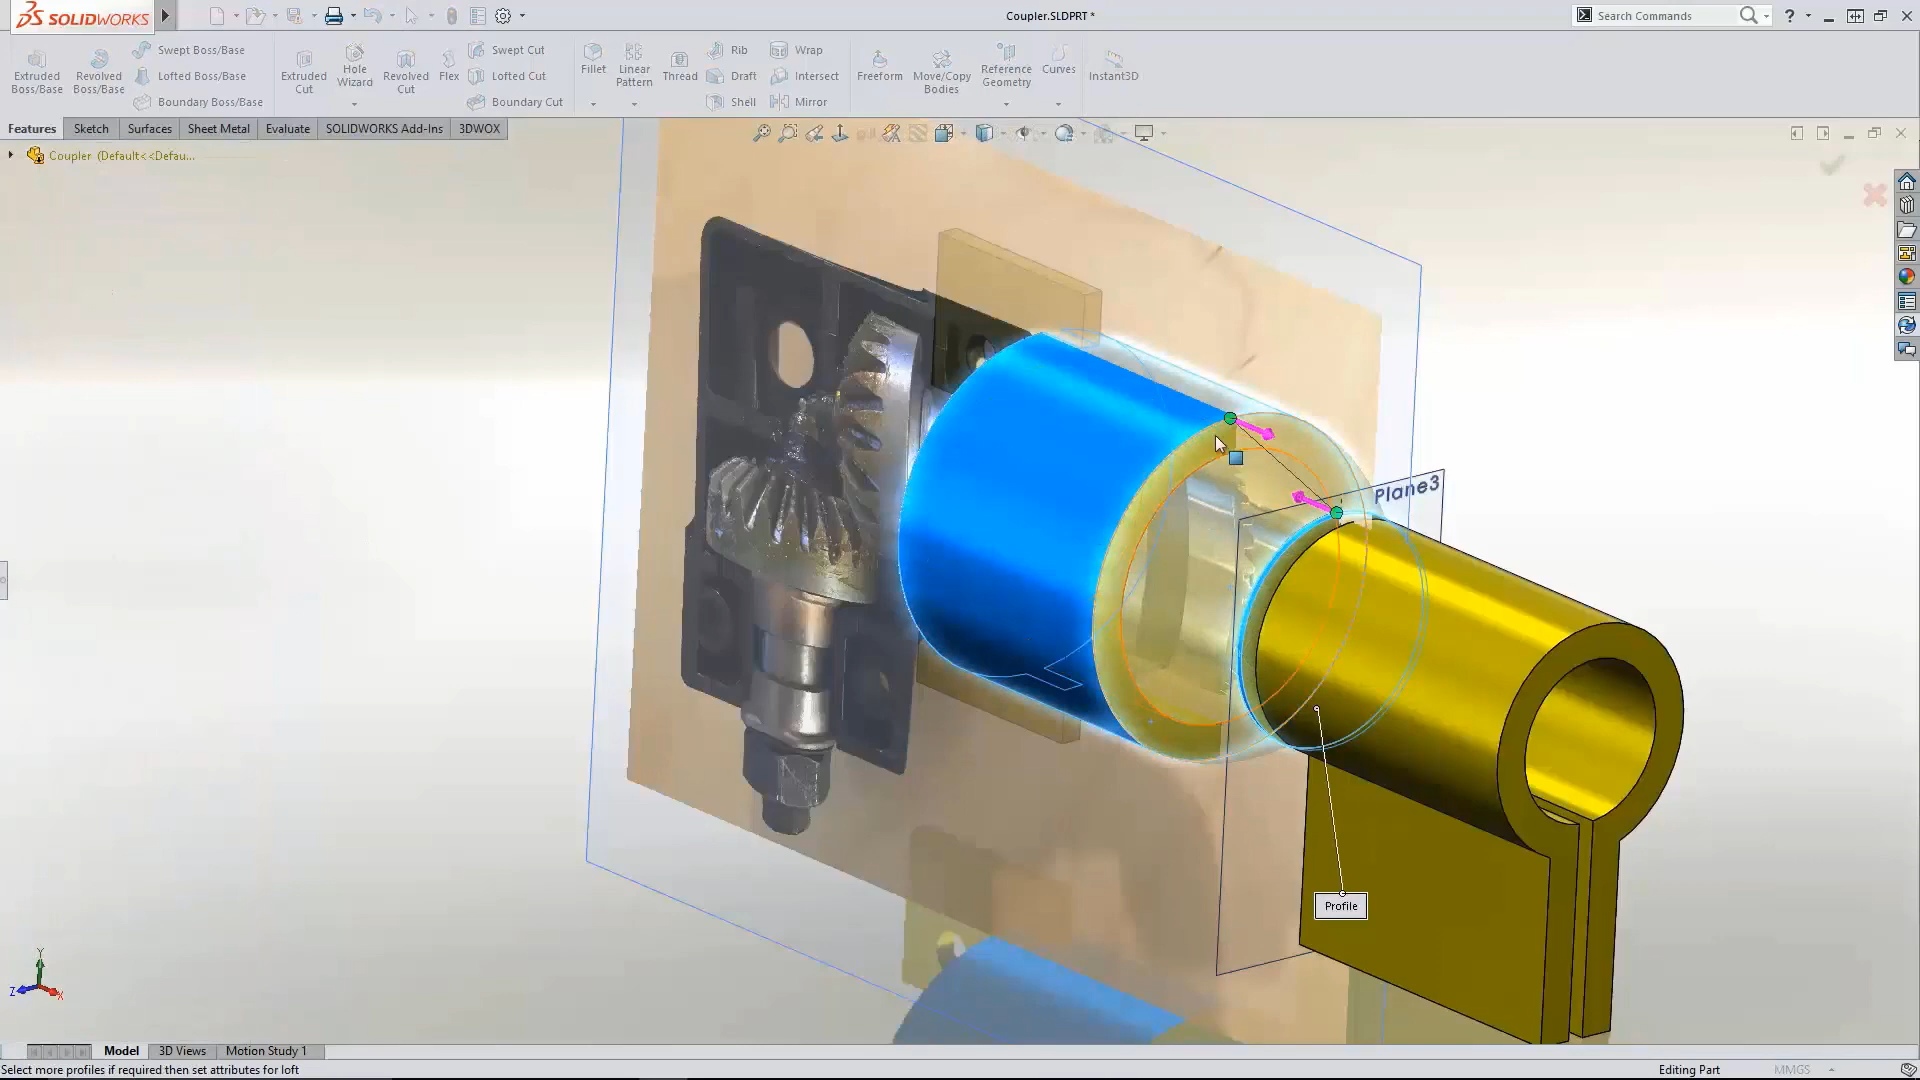 SOLIDWORKS
Coupler.SLDPRT *
Search Commands
Extruded Boss/Base
Revolved Boss/Base
Swept Boss/Base
Lofted Boss/Base
Boundary Boss/Base
Extruded Cut
Hole Wizard
Revolved Cut
Flex
Swept Cut
Lofted Cut
Boundary Cut
Fillet
Linear Pattern
Thread
Rib
Draft
Shell
Wrap
Intersect
Mirror
Freeform
Move/Copy Bodies
Reference Geometry
Curves
Instant3D
Features
Sketch
Surfaces
Sheet Metal
Evaluate
SOLIDWORKS Add-Ins
3DWOX
Coupler (Default<<Defau...
Plane3
Profile
Y
Z
X
Model
3D Views
Motion Study 1
Select more profiles if required then set attributes for loft
Editing Part
MMGS